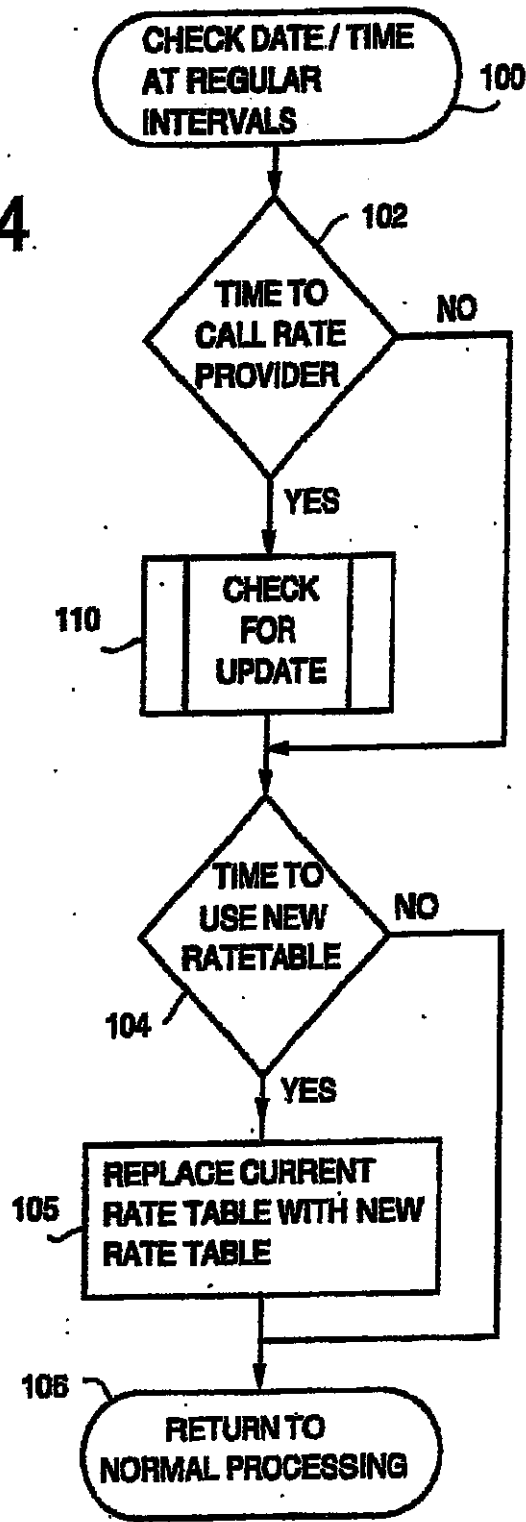 CHECK DATE / TIME
AT REGULAR
INTERVALS
100
4
102
TIME TO
CALL RATE
PROVIDER
NO
YES
110
CHECK
FOR
UPDATE
TIME TO
USE NEW
RATETABLE
NO
104
YES
105
REPLACE CURRENT
RATE TABLE WITH NEW
RATE TABLE
106
RETURN TO
NORMAL PROCESSING